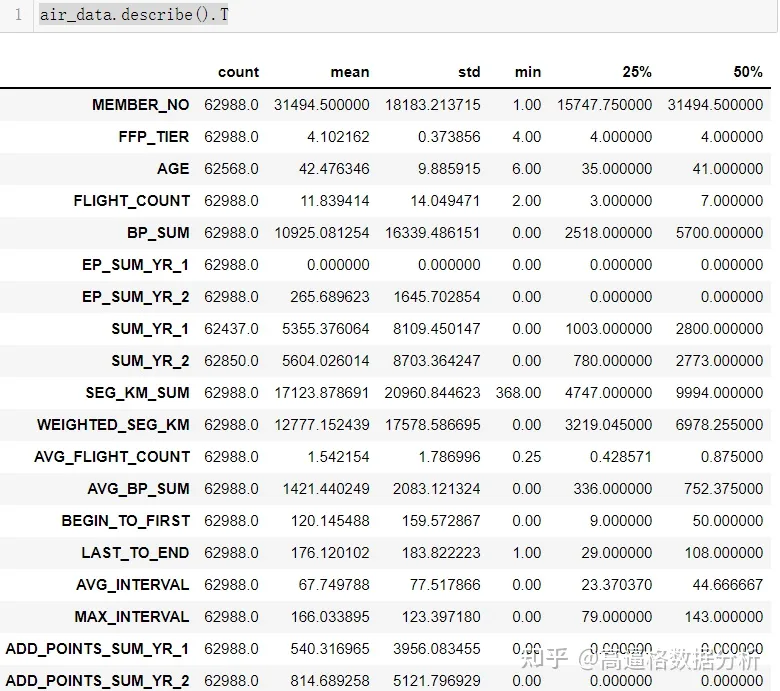 1 air_data.describe().T
count mean std min 25% 50%
MEMBER_NO 62988.0 31494.500000 18183.213715 1.00 15747.750000 31494.500000
FFP_TIER 62988.0 4.102162 0.373856 4.00 4.000000 4.000000
AGE 62568.0 42.476346 9.885915 6.00 35.000000 41.000000
FLIGHT_COUNT 62988.0 11.839414 14.049471 2.00 3.000000 7.000000
BP_SUM 62988.0 10925.081254 16339.486151 0.00 2518.000000 5700.000000
EP_SUM_YR_1 62988.0 0.000000 0.000000 0.00 0.000000 0.000000
EP_SUM_YR_2 62988.0 265.689623 1645.702854 0.00 0.000000 0.000000
SUM_YR_1 62437.0 5355.376064 8109.450147 0.00 1003.000000 2800.000000
SUM_YR_2 62850.0 5604.026014 8703.364247 0.00 780.000000 2773.000000
SEG_KM_SUM 62988.0 17123.878691 20960.844623 368.00 4747.000000 9994.000000
WEIGHTED_SEG_KM 62988.0 12777.152439 17578.586695 0.00 3219.045000 6978.255000
AVG_FLIGHT_COUNT 62988.0 1.542154 1.786996 0.25 0.428571 0.875000
AVG_BP_SUM 62988.0 1421.440249 2083.121324 0.00 336.000000 752.375000
BEGIN_TO_FIRST 62988.0 120.145488 159.572867 0.00 9.000000 50.000000
LAST_TO_END 62988.0 176.120102 183.822223 1.00 29.000000 108.000000
AVG_INTERVAL 62988.0 67.749788 77.517866 0.00 23.370370 44.666667
MAX_INTERVAL 62988.0 166.033895 123.397180 0.00 79.000000 143.000000
ADD_POINTS_SUM_YR_1 62988.0 540.316965 3956.083455 0.00 0.000000 0.000000
知乎 @高逼格数据分析
ADD_POINTS_SUM_YR_2 62988.0 814.689258 5121.796929 0.00 0.000000 0.000000